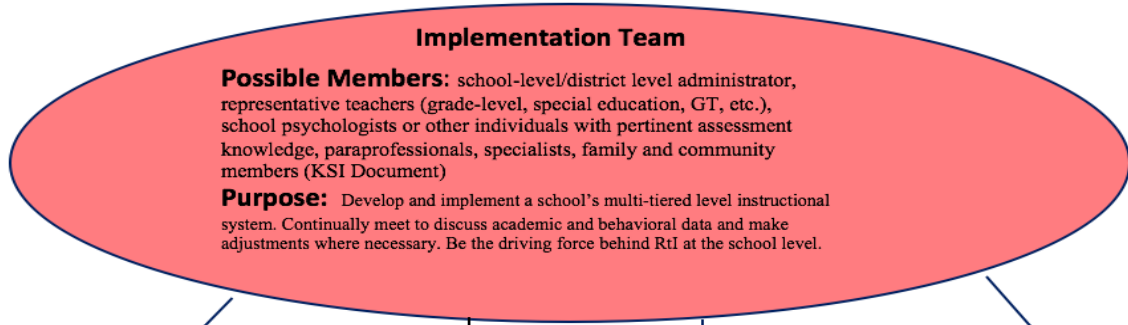 Implementation Team
Possible Members: school-level/district level administrator,
representative teachers (grade-level, special education, GT, etc.),
school psychologists or other individuals with pertinent assessment
knowledge, paraprofessionals, specialists, family and community
members (KSI Document)
Purpose: Develop and implement a school's multi-tiered level instructional
system. Continually meet to discuss academic and behavioral data and make
adjustments where necessary. Be the driving force behind RtI at the school level.